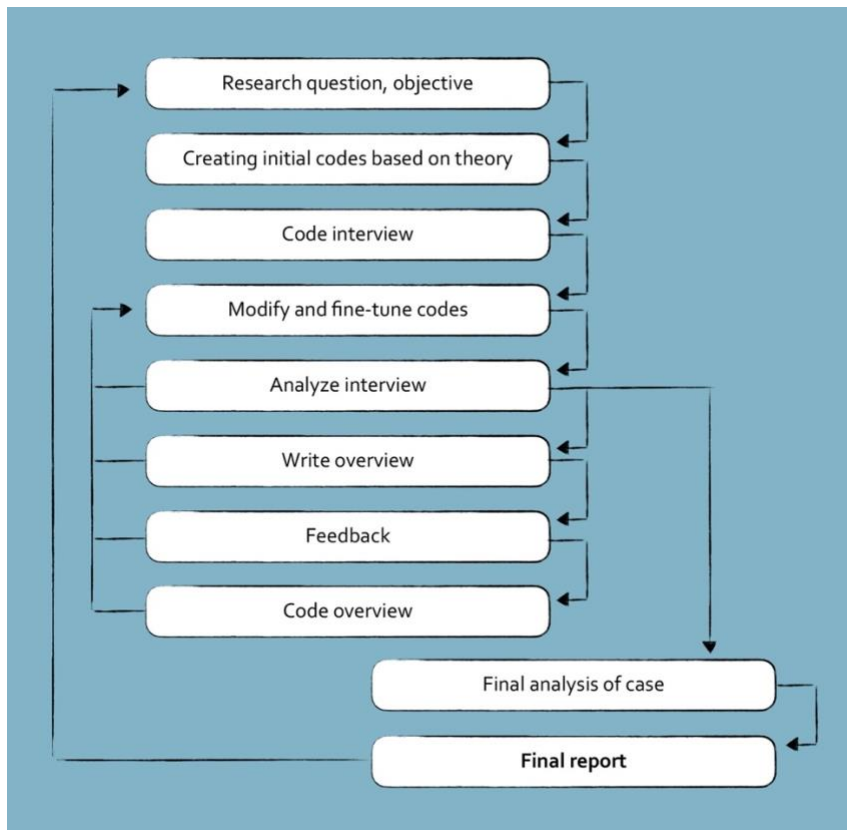 Research question, objective
Creating initial codes based on theory
Code interview
Modify and fine-tune codes
Analyze interview
Write overview
Feedback
Code overview
Final analysis of case
Final report